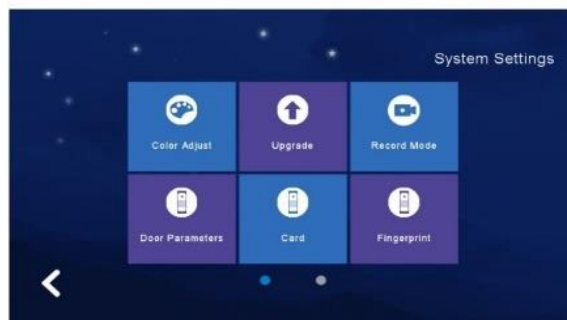 System Settings
Color Adjust
Upgrade
Record Mode
Door Parameters
Card
Fingerprint